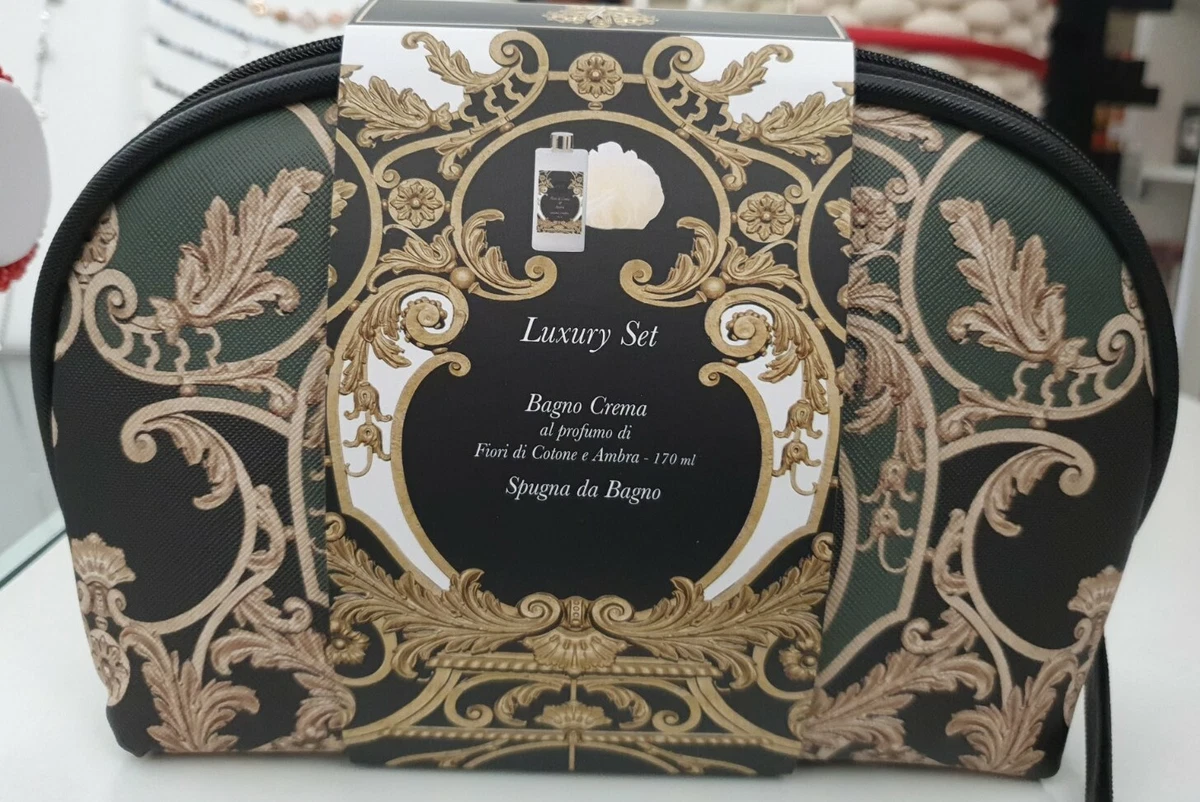 Luxury Set
Bagno Crema
al profumo di
Fiori di Cotone e Ambra - 170 ml
Spugna da Bagno